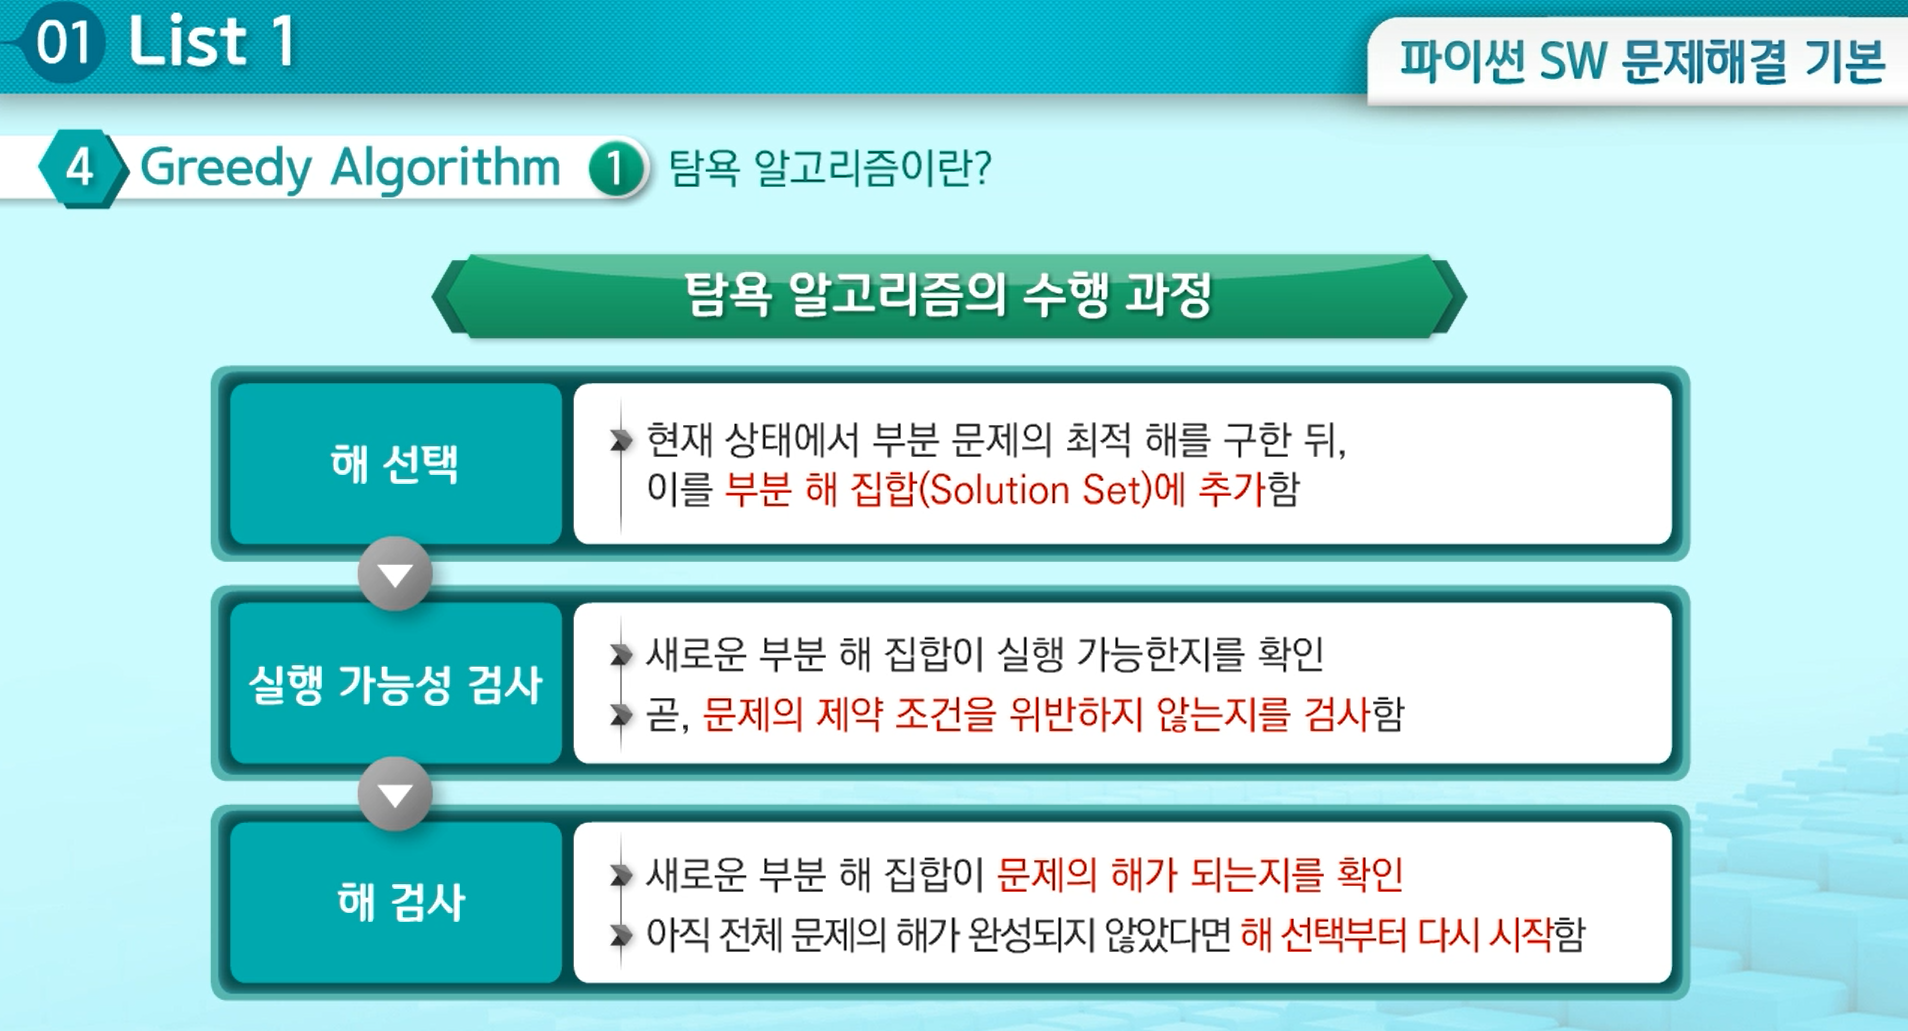 01 List 1
파이썬 SW 문제해결 기본
4 Greedy Algorithm 1 탐욕 알고리즘이란?
탐욕 알고리즘의 수행 과정
해 선택
현재 상태에서 부분 문제의 최적 해를 구한 뒤,
이를 부분 해 집합(Solution Set)에 추가함
실행 가능성 검사
새로운 부분 해 집합이 실행 가능한지를 확인
곧, 문제의 제약 조건을 위반하지 않는지를 검사함
해 검사
새로운 부분 해 집합이 문제의 해가 되는지를 확인
아직 전체 문제의 해가 완성되지 않았다면 해 선택부터 다시 시작함